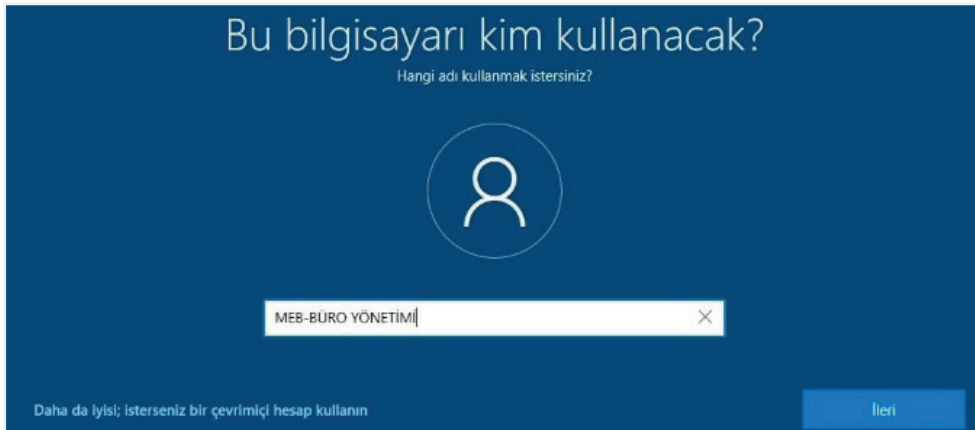 Bu bilgisayarı kim kullanacak?
Hangi adı kullanmak istersiniz?
MEB-BÜRO YÖNETİMİ
Daha da iyisi; isterseniz bir çevrimiçi hesap kullanın
İleri